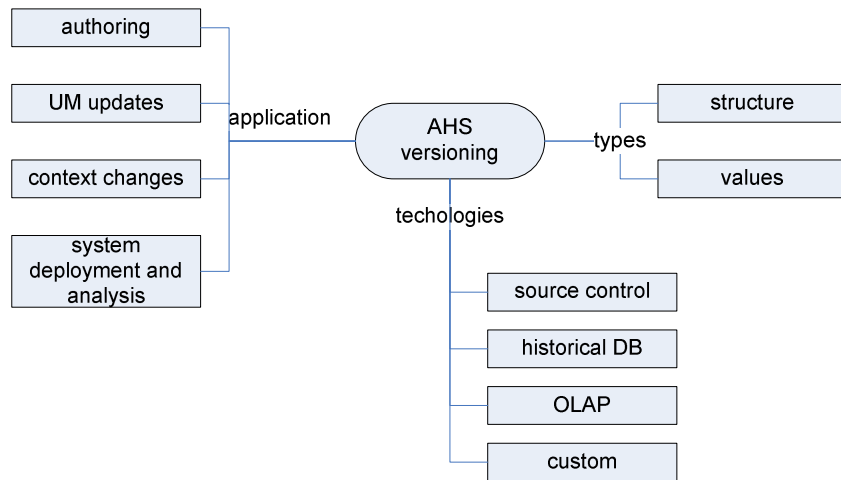 authoring
UM updates
context changes
system
deployment and
analysis
application
AHS
versioning
techologies
types
structure
values
source control
historical DB
OLAP
custom